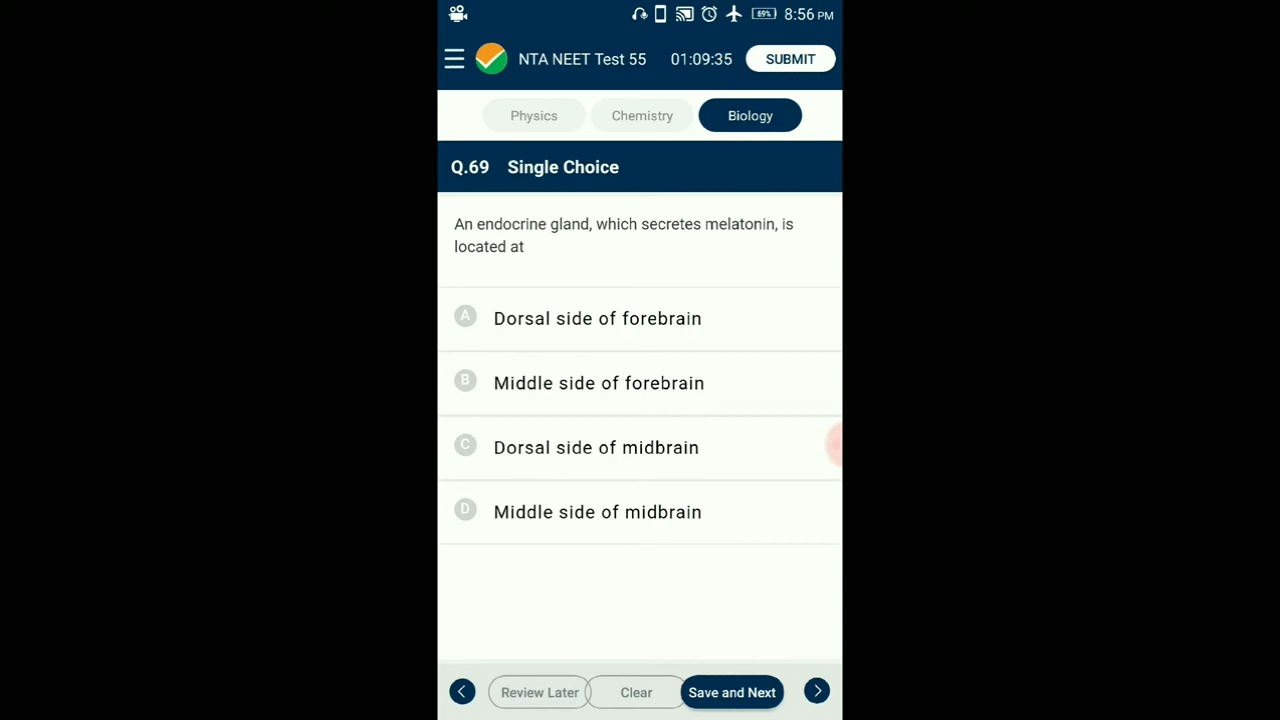 69% 8:56 PM
NTA NEET Test 55 01:09:35 SUBMIT
Physics Chemistry Biology
Q.69 Single Choice
An endocrine gland, which secretes melatonin, is
located at
A Dorsal side of forebrain
B Middle side of forebrain
C Dorsal side of midbrain
D Middle side of midbrain
Review Later Clear Save and Next